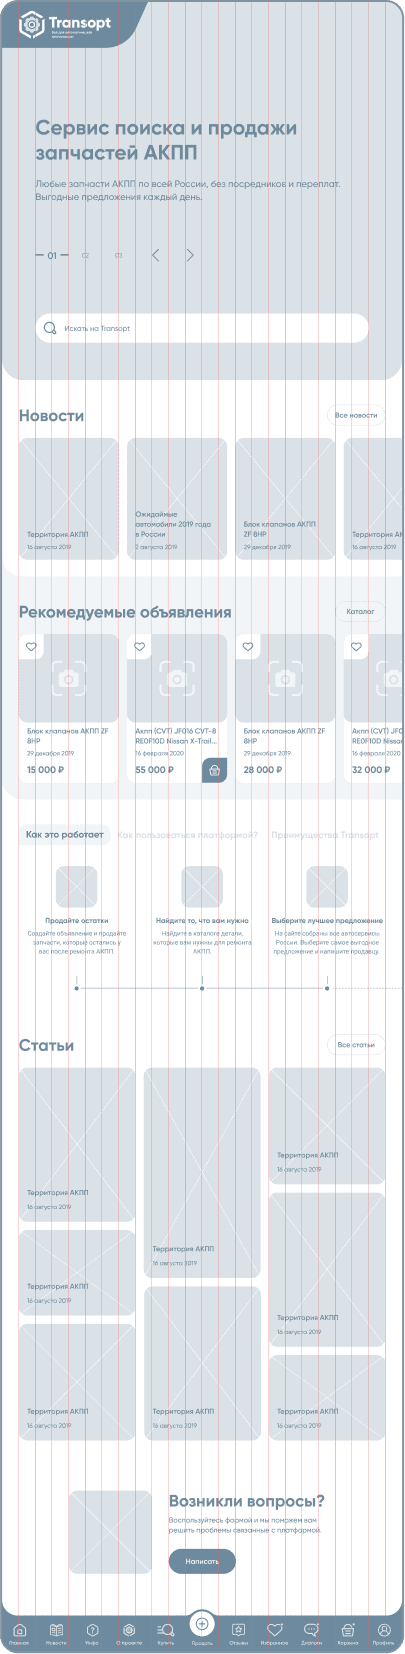 Transopt
Сервис поиска и продажи
запчастей АКПП
Любые запчасти АКПП по всей России, без посредников и переплат.
Выгодные предложения каждый день.
01 02 03
Искать на Transopt
Новости
Все новости
Территория АКПП
16 августа 2019
Ожидаймые
автомобили 2019 года
в России
2 августа 2019
Блок клапанов АКПП
ZF 8HP
29 декабря 2019
Территория АК
16 августа 2019
Рекомедуемые объявления
Каталог
Блок клапанов АКПП ZF
8HP
29 декабря 2019
15 000 ₽
Акпп (CVT) JF016 CVT-8
RE0F10D Nissan X-Trail...
16 февраля 2020
55 000 ₽
Блок клапанов АКПП ZF
8HP
29 декабря 2019
28 000 ₽
Акпп (CVT) JF0
RE0F10D Nissan
16 февраля 2020
32 000 ₽
Как это работает
Как пользоваться платформой?
Преимущества Transopt
Продайте остатки
Создайте объявление и продайте
запчасти, которые остались у
вас после ремонта АКПП.
Найдите то, что вам нужно
Найдите в каталоге детали,
которые вам нужны для ремонта
АКПП.
Выберите лучшее предложение
На сайте собраны все автосервисы
России. Выберите самое выгодное
предложение и напишите продавцу.
Статьи
Все статьи
Территория АКПП
16 августа 2019
Территория АКПП
16 августа 2019
Территория АКПП
16 августа 2019
Территория АКПП
16 августа 2019
Территория АКПП
16 августа 2019
Территория АКПП
16 августа 2019
Территория АКПП
16 августа 2019
Территория АКПП
16 августа 2019
Возникли вопросы?
Воспользуйтесь формой и мы поможем вам
решить проблемы связанные с платформой.
Написать
Главная
Новости
Инфо
О проекте
Купить
Продать
Отзывы
Избранное
Диалоги
Корзина
Профиль